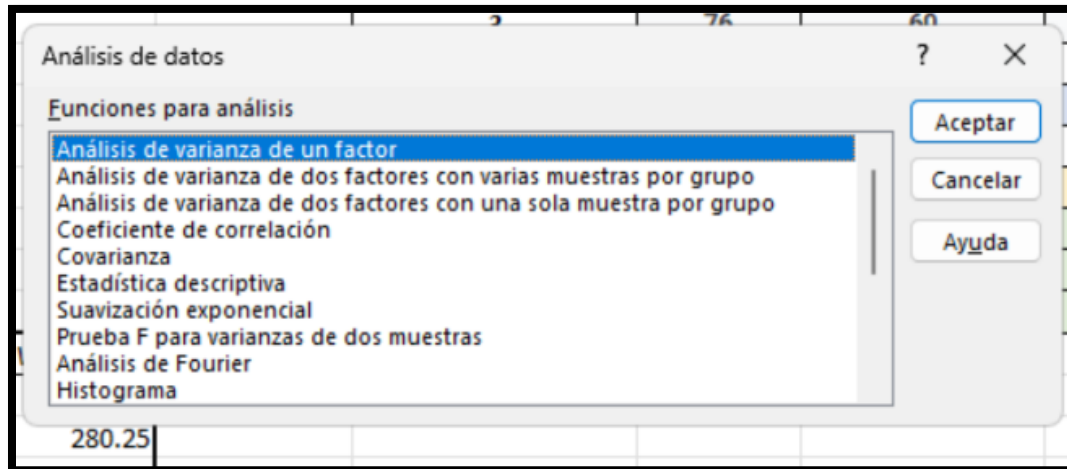 3 76 60
Análisis de datos ?
Funciones para análisis
Análisis de varianza de un factor
Análisis de varianza de dos factores con varias muestras por grupo
Análisis de varianza de dos factores con una sola muestra por grupo
Coeficiente de correlación
Covarianza
Estadística descriptiva
Suavización exponencial
Prueba F para varianzas de dos muestras
Análisis de Fourier
Histograma
Aceptar
Cancelar
Ayuda
280.25